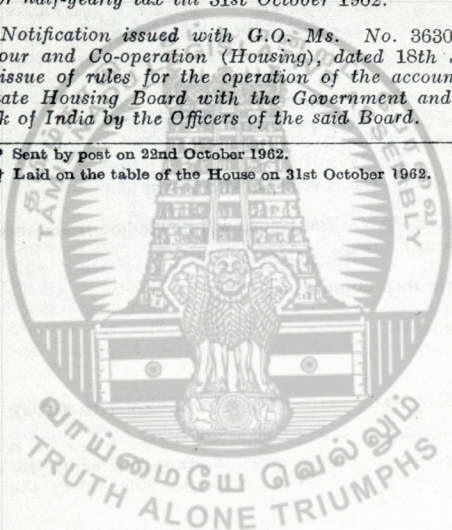 or half-yearly tax till 31st October 1962.
Notification issued with G.O. Ms. No. 3630
our and Co-operation (Housing), dated 18th
issue of rules for the operation of the accoun
ate Housing Board with the Government and
k of India by the Officers of the said Board.
* Sent by post on 22nd October 1962.
† Laid on the table of the House on 31st October 1962.
வாய்மையே வெல்லும்
TRUTH ALONE TRIUMPHS